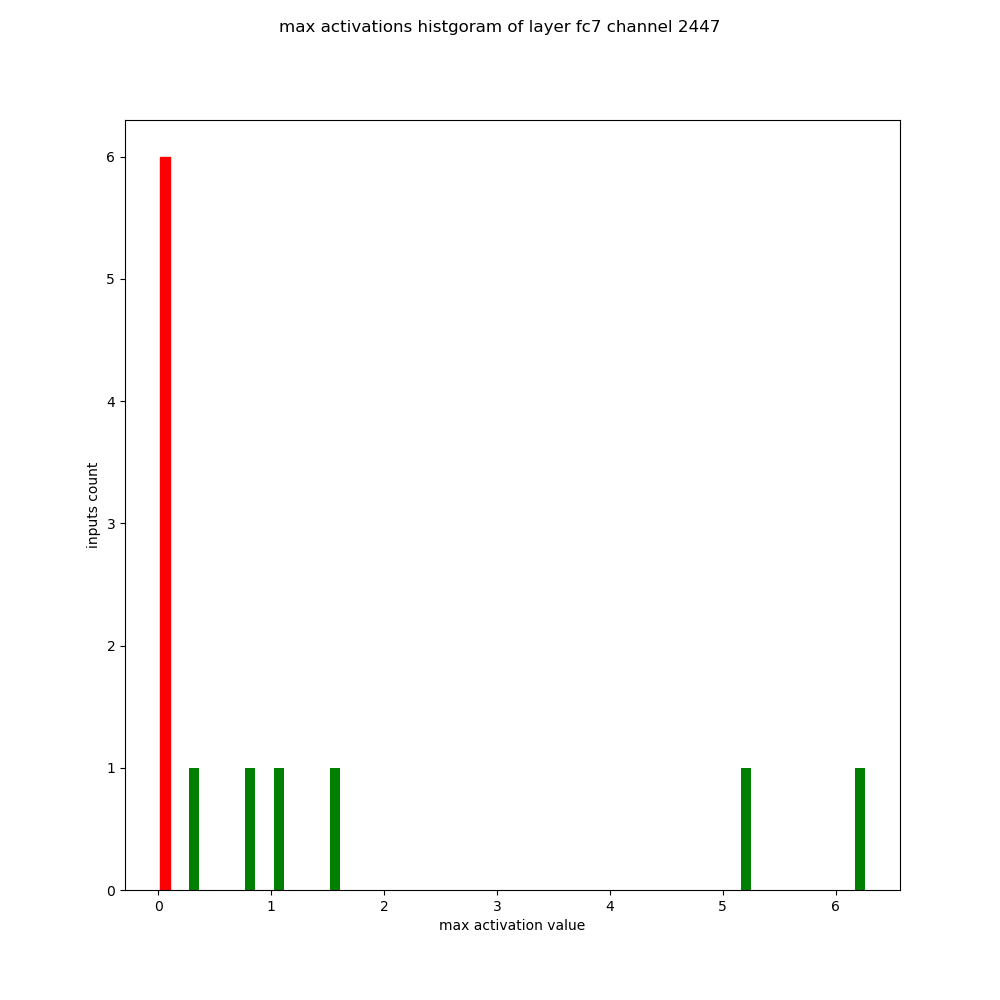 max activations histgoram of layer fc7 channel 2447
6
5
4
3
2
1
0
inputs count
0 1 2 3 4 5 6
max activation value